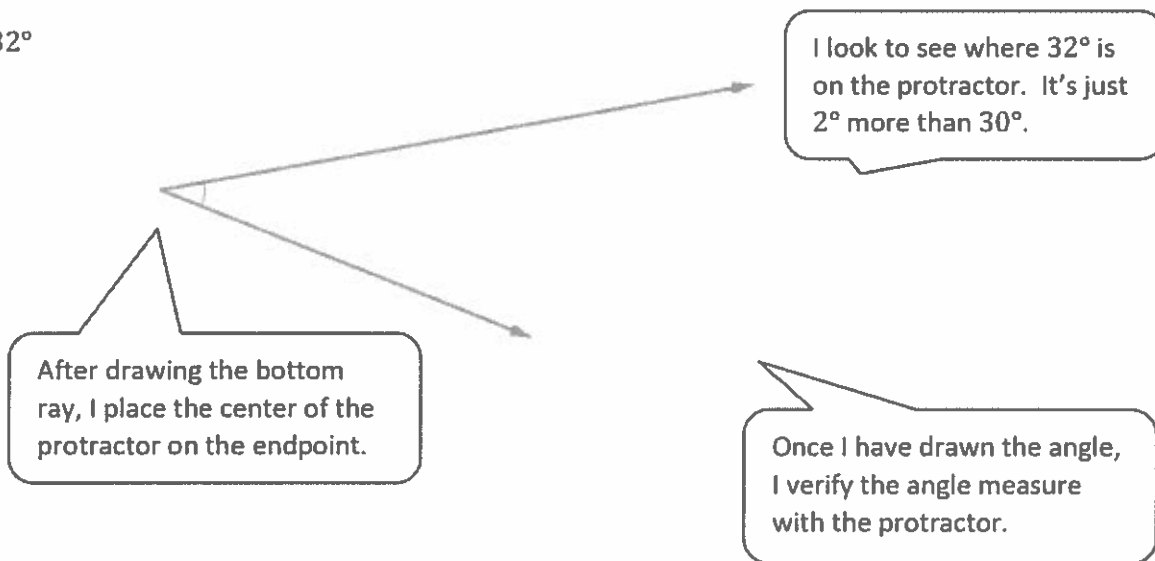 32°
I look to see where 32° is
on the protractor. It's just
2° more than 30°.
After drawing the bottom
ray, I place the center of the
protractor on the endpoint.
Once I have drawn the angle,
I verify the angle measure
with the protractor.